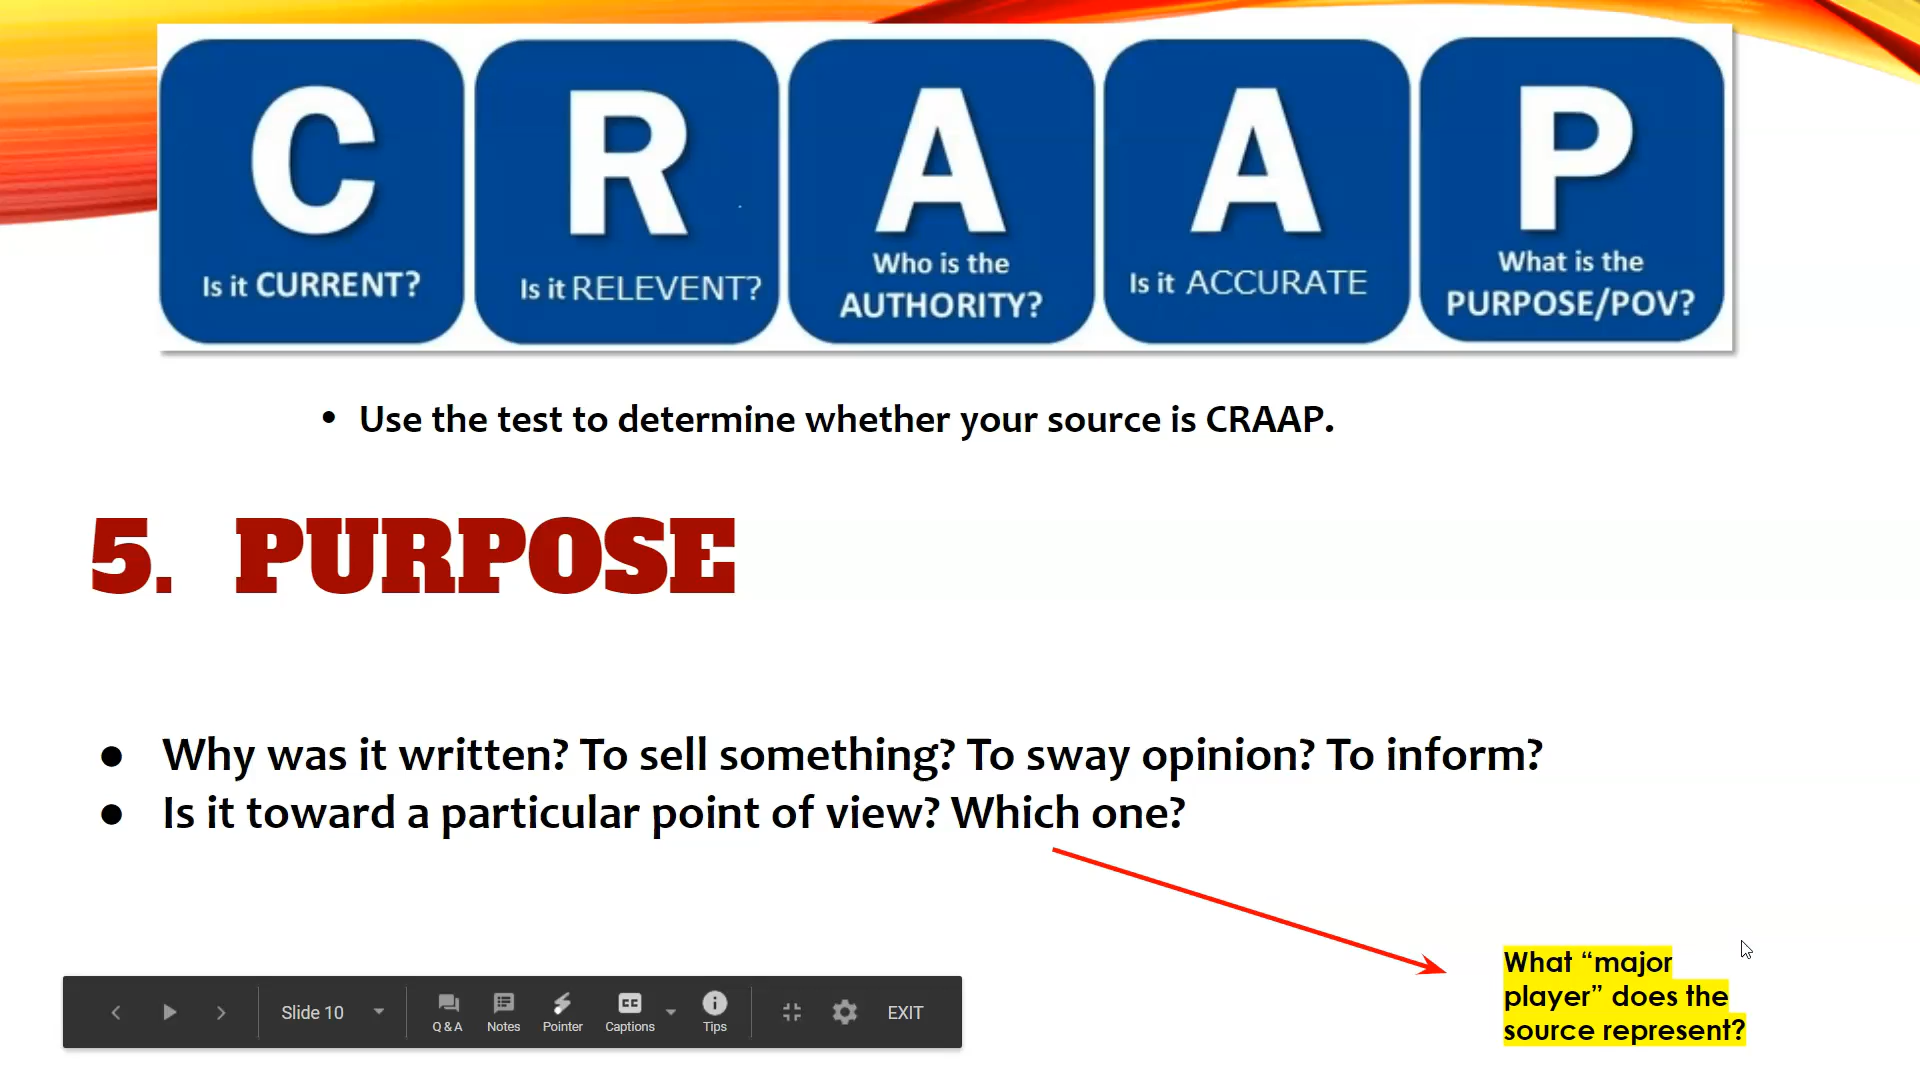 C
Is it CURRENT?
R
Is it RELEVENT?
A
Who is the
AUTHORITY?
A
Is it ACCURATE
P
What is the
PURPOSE/POV?
• Use the test to determine whether your source is CRAAP.
5. PURPOSE
● Why was it written? To sell something? To sway opinion? To inform?
● Is it toward a particular point of view? Which one?
What “major
player” does the
source represent?
Slide 10
Q & A
Notes
Pointer
CC
Captions
Tips
EXIT